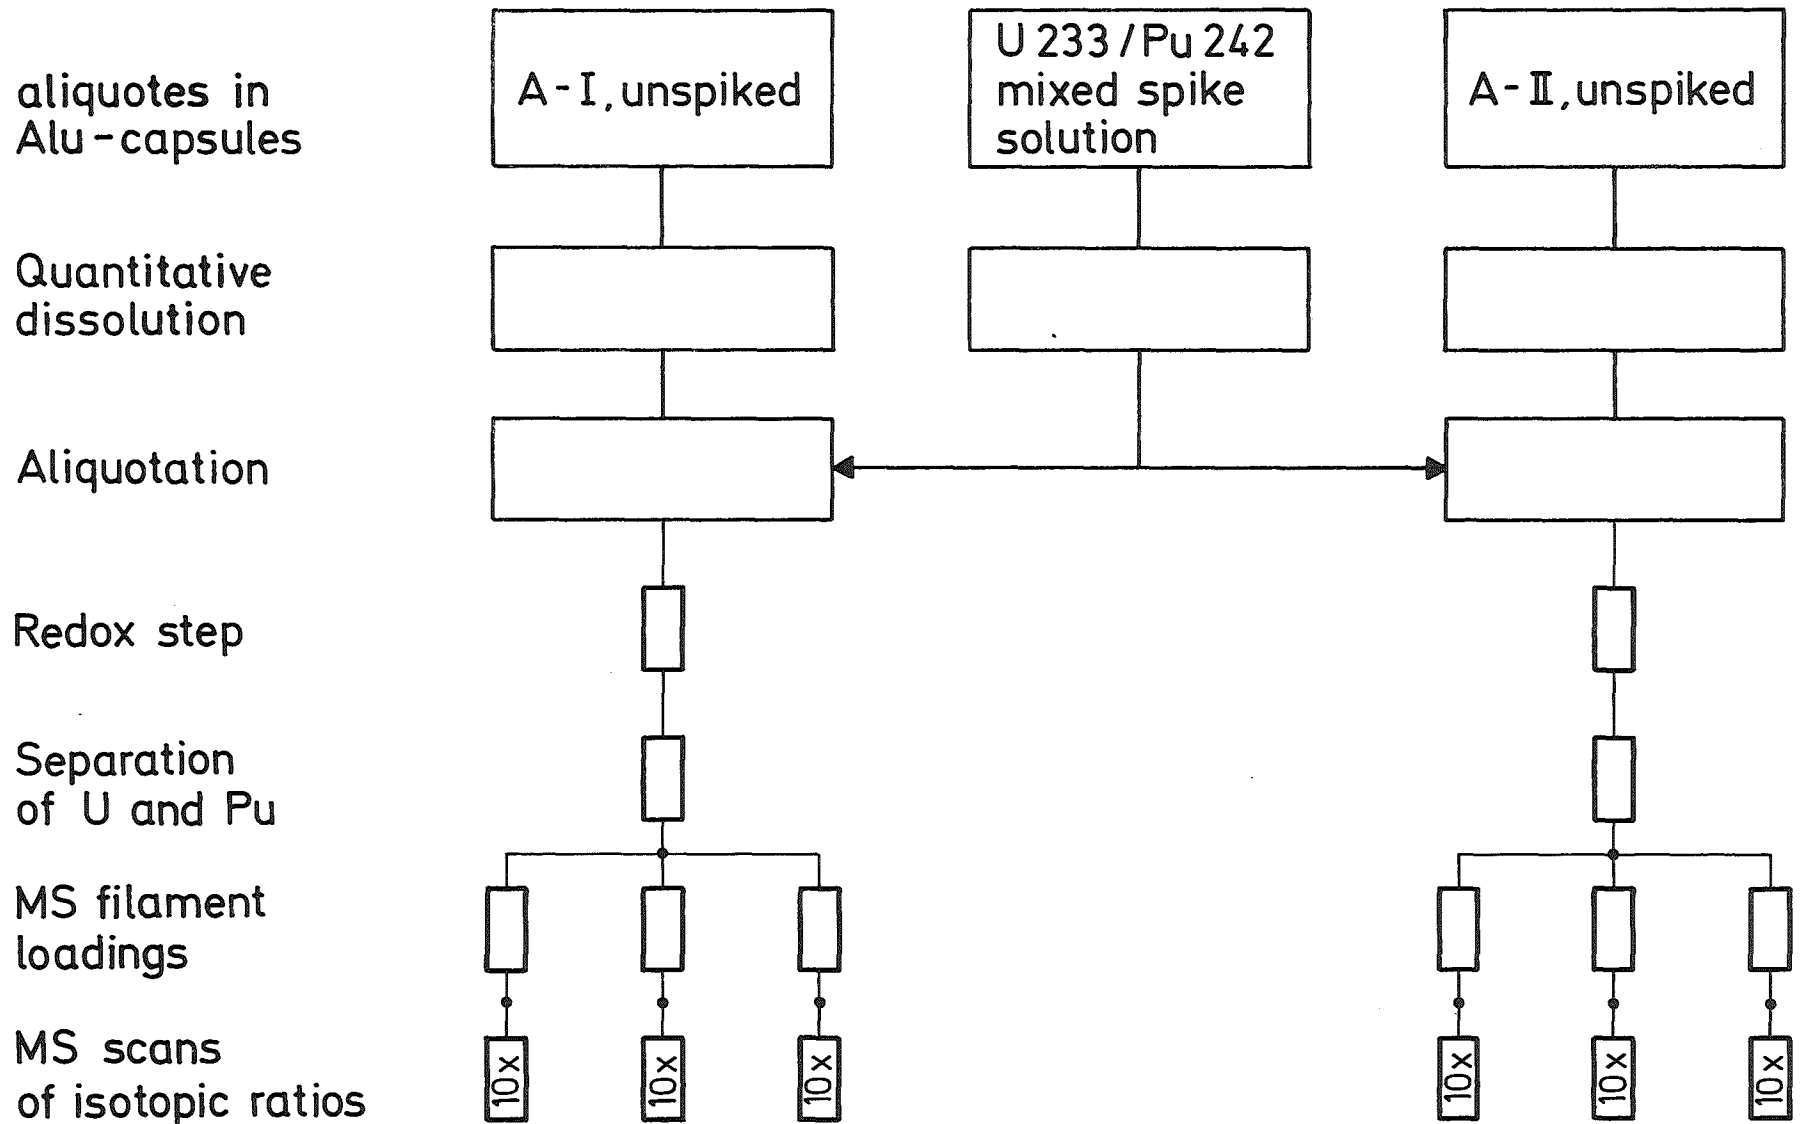 aliquotes in
Alu-capsules
A-I, unspiked
U 233 / Pu 242
mixed spike
solution
A-II, unspiked
Quantitative
dissolution
Aliquotation
Redox step
Separation
of U and Pu
MS filament
loadings
MS scans
of isotopic ratios
10x
10x
10x
10x
10x
10x